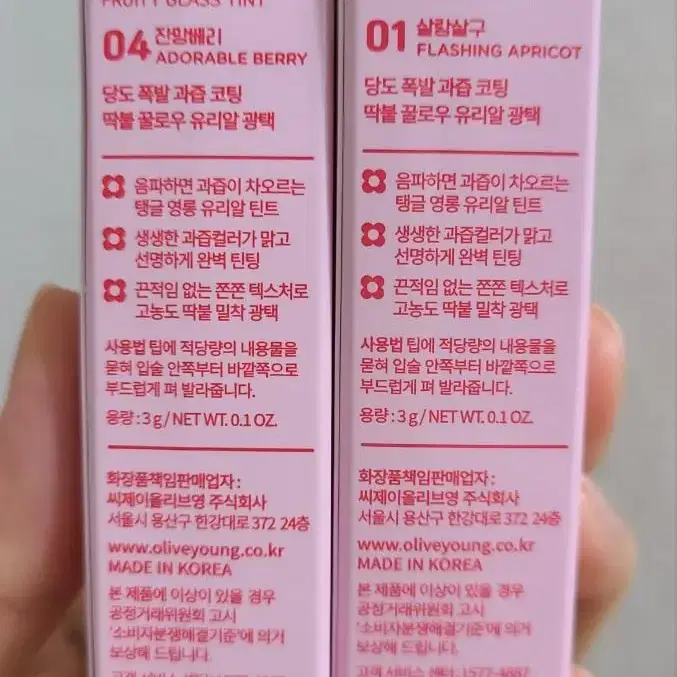 FRUITY GLASS TINT
04 잔망베리
ADORABLE BERRY
당도 폭발 과즙 코팅
딱붙 꿀로우 유리알 광택
음파하면 과즙이 차오르는
탱글 영롱 유리알 틴트
생생한 과즙컬러가 맑고
선명하게 완벽 틴팅
끈적임 없는 쫀쫀 텍스처로
고농도 딱붙 밀착 광택
사용법 팁에 적당량의 내용물을
묻혀 입술 안쪽부터 바깥쪽으로
부드럽게 펴 발라줍니다.
용량 : 3 g / NET WT. 0.1 OZ.
화장품책임판매업자 :
씨제이올리브영 주식회사
서울시 용산구 한강대로 372 24층
www.oliveyoung.co.kr
MADE IN KOREA
본 제품에 이상이 있을 경우
공정거래위원회 고시
'소비자분쟁해결기준'에 의거
보상해 드립니다.
고객 서비스 센터
01 살랑살구
FLASHING APRICOT
당도 폭발 과즙 코팅
딱붙 꿀로우 유리알 광택
음파하면 과즙이 차오르는
탱글 영롱 유리알 틴트
생생한 과즙컬러가 맑고
선명하게 완벽 틴팅
끈적임 없는 쫀쫀 텍스처로
고농도 딱붙 밀착 광택
사용법 팁에 적당량의 내용물을
묻혀 입술 안쪽부터 바깥쪽으로
부드럽게 펴 발라줍니다.
용량 : 3 g / NET WT. 0.1 OZ.
화장품책임판매업자 :
씨제이올리브영 주식회사
서울시 용산구 한강대로 372 24층
www.oliveyoung.co.kr
MADE IN KOREA
본 제품에 이상이 있을 경우
공정거래위원회 고시
'소비자분쟁해결기준'에 의거
보상해 드립니다.
고객 서비스 센터 : 1577-4887